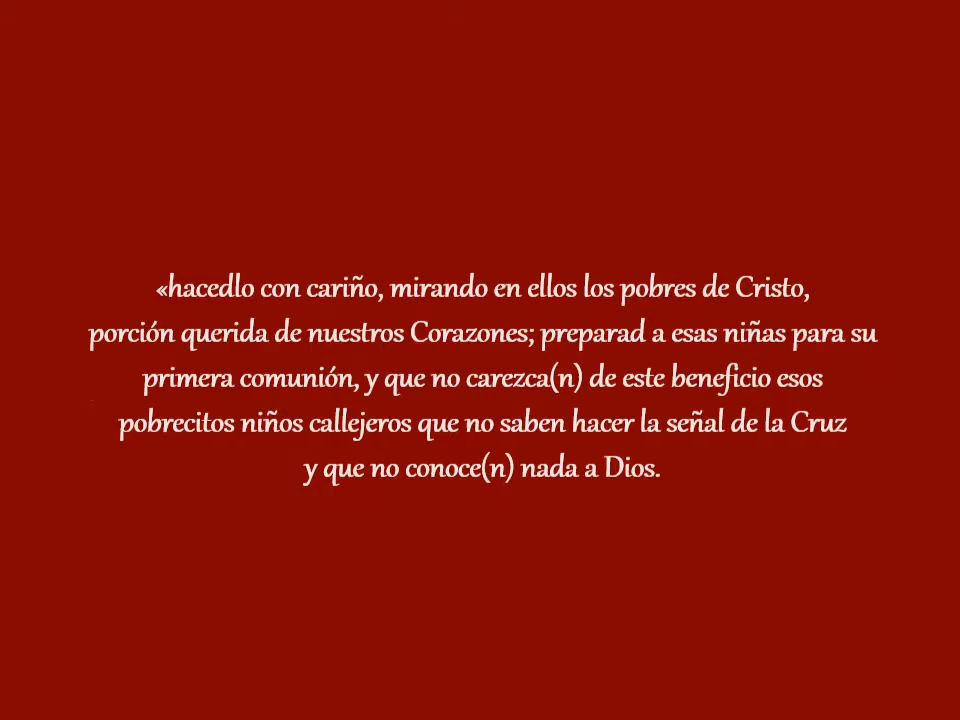 «hacedlo con cariño, mirando en ellos los pobres de Cristo,
porción querida de nuestros Corazones; preparad a esas niñas para su
primera comunión, y que no carezca(n) de este beneficio esos
pobrecitos niños callejeros que no saben hacer la señal de la Cruz
y que no conoce(n) nada a Dios.